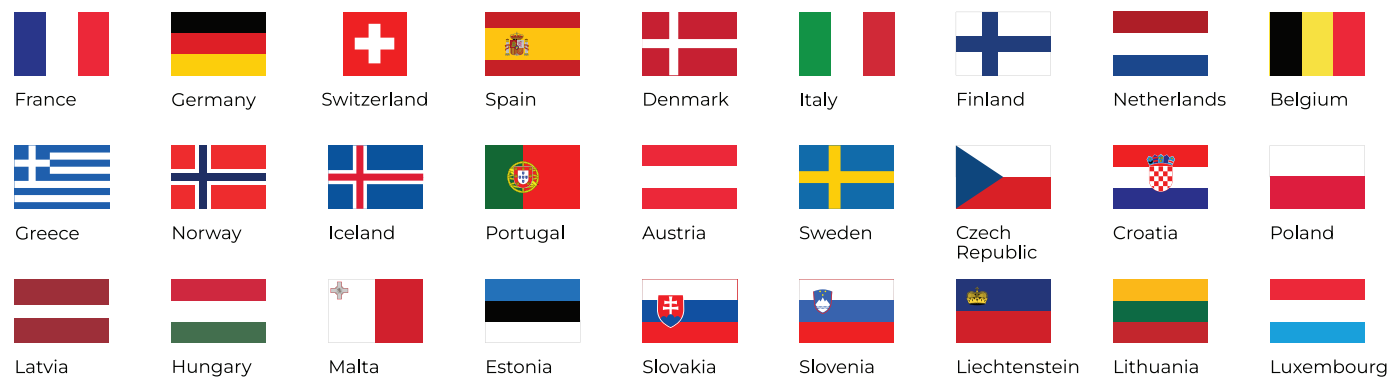 France
Germany
Switzerland
Spain
Denmark
Italy
Finland
Netherlands
Belgium
Greece
Norway
Iceland
Portugal
Austria
Sweden
Czech
Republic
Croatia
Poland
Latvia
Hungary
Malta
Estonia
Slovakia
Slovenia
Liechtenstein
Lithuania
Luxembourg